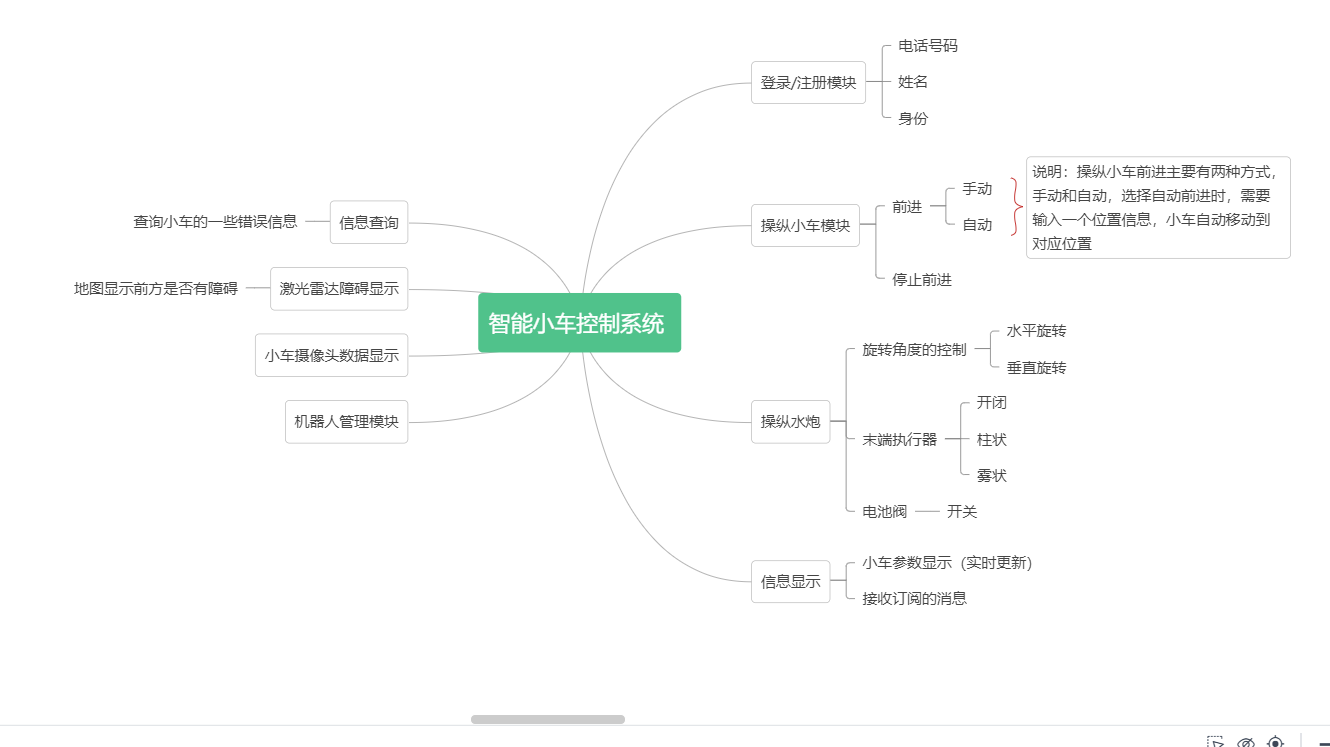 智能小车控制系统
登录/注册模块
电话号码
姓名
身份
操纵小车模块
前进
手动
自动
说明：操纵小车前进主要有两种方式，
手动和自动，选择自动前进时，需要
输入一个位置信息，小车自动移动到
对应位置
停止前进
操纵水炮
旋转角度的控制
水平旋转
垂直旋转
末端执行器
开闭
柱状
雾状
电池阀
开关
信息显示
小车参数显示（实时更新）
接收订阅的消息
信息查询
查询小车的一些错误信息
激光雷达障碍显示
地图显示前方是否有障碍
小车摄像头数据显示
机器人管理模块